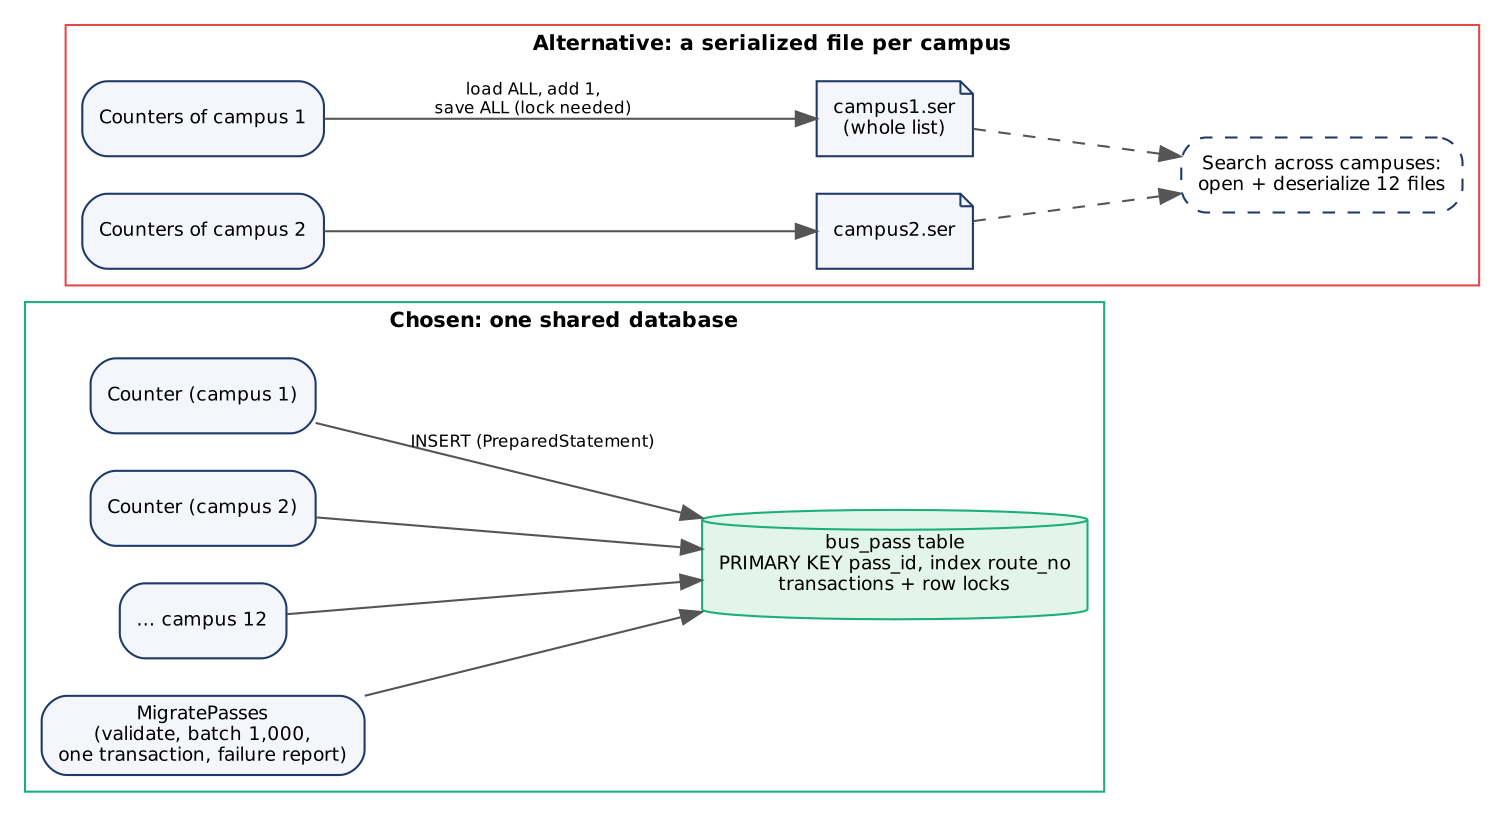 Alternative: a serialized file per campus
Counters of campus 1
load ALL, add 1,
save ALL (lock needed)
campus1.ser
(whole list)
Search across campuses:
open + deserialize 12 files
Counters of campus 2
campus2.ser
Chosen: one shared database
Counter (campus 1)
INSERT (PreparedStatement)
Counter (campus 2)
bus_pass table
PRIMARY KEY pass_id, index route_no
transactions + row locks
... campus 12
MigratePasses
(validate, batch 1,000,
one transaction, failure report)